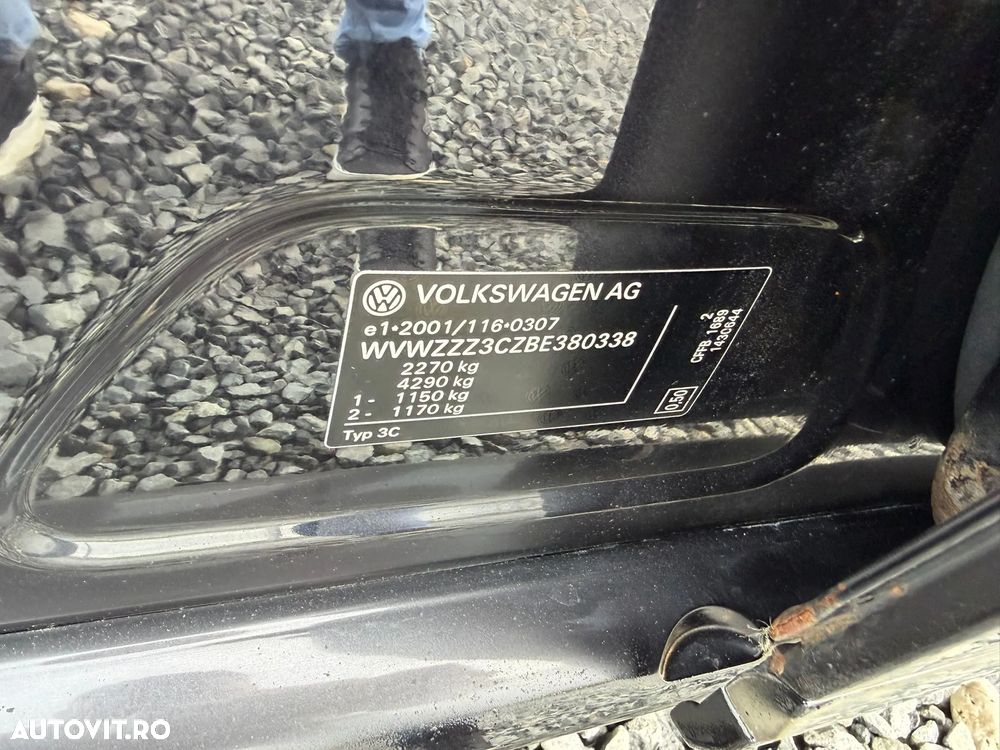 VOLKSWAGEN AG
e1*2001/116*0307
WVWZZZ3CZBE380338
2270 kg
4290 kg
1 - 1150 kg
2 - 1170 kg
Typ 3C
2
CFFB 1689
1430644
0.50
AUTOVIT.RO